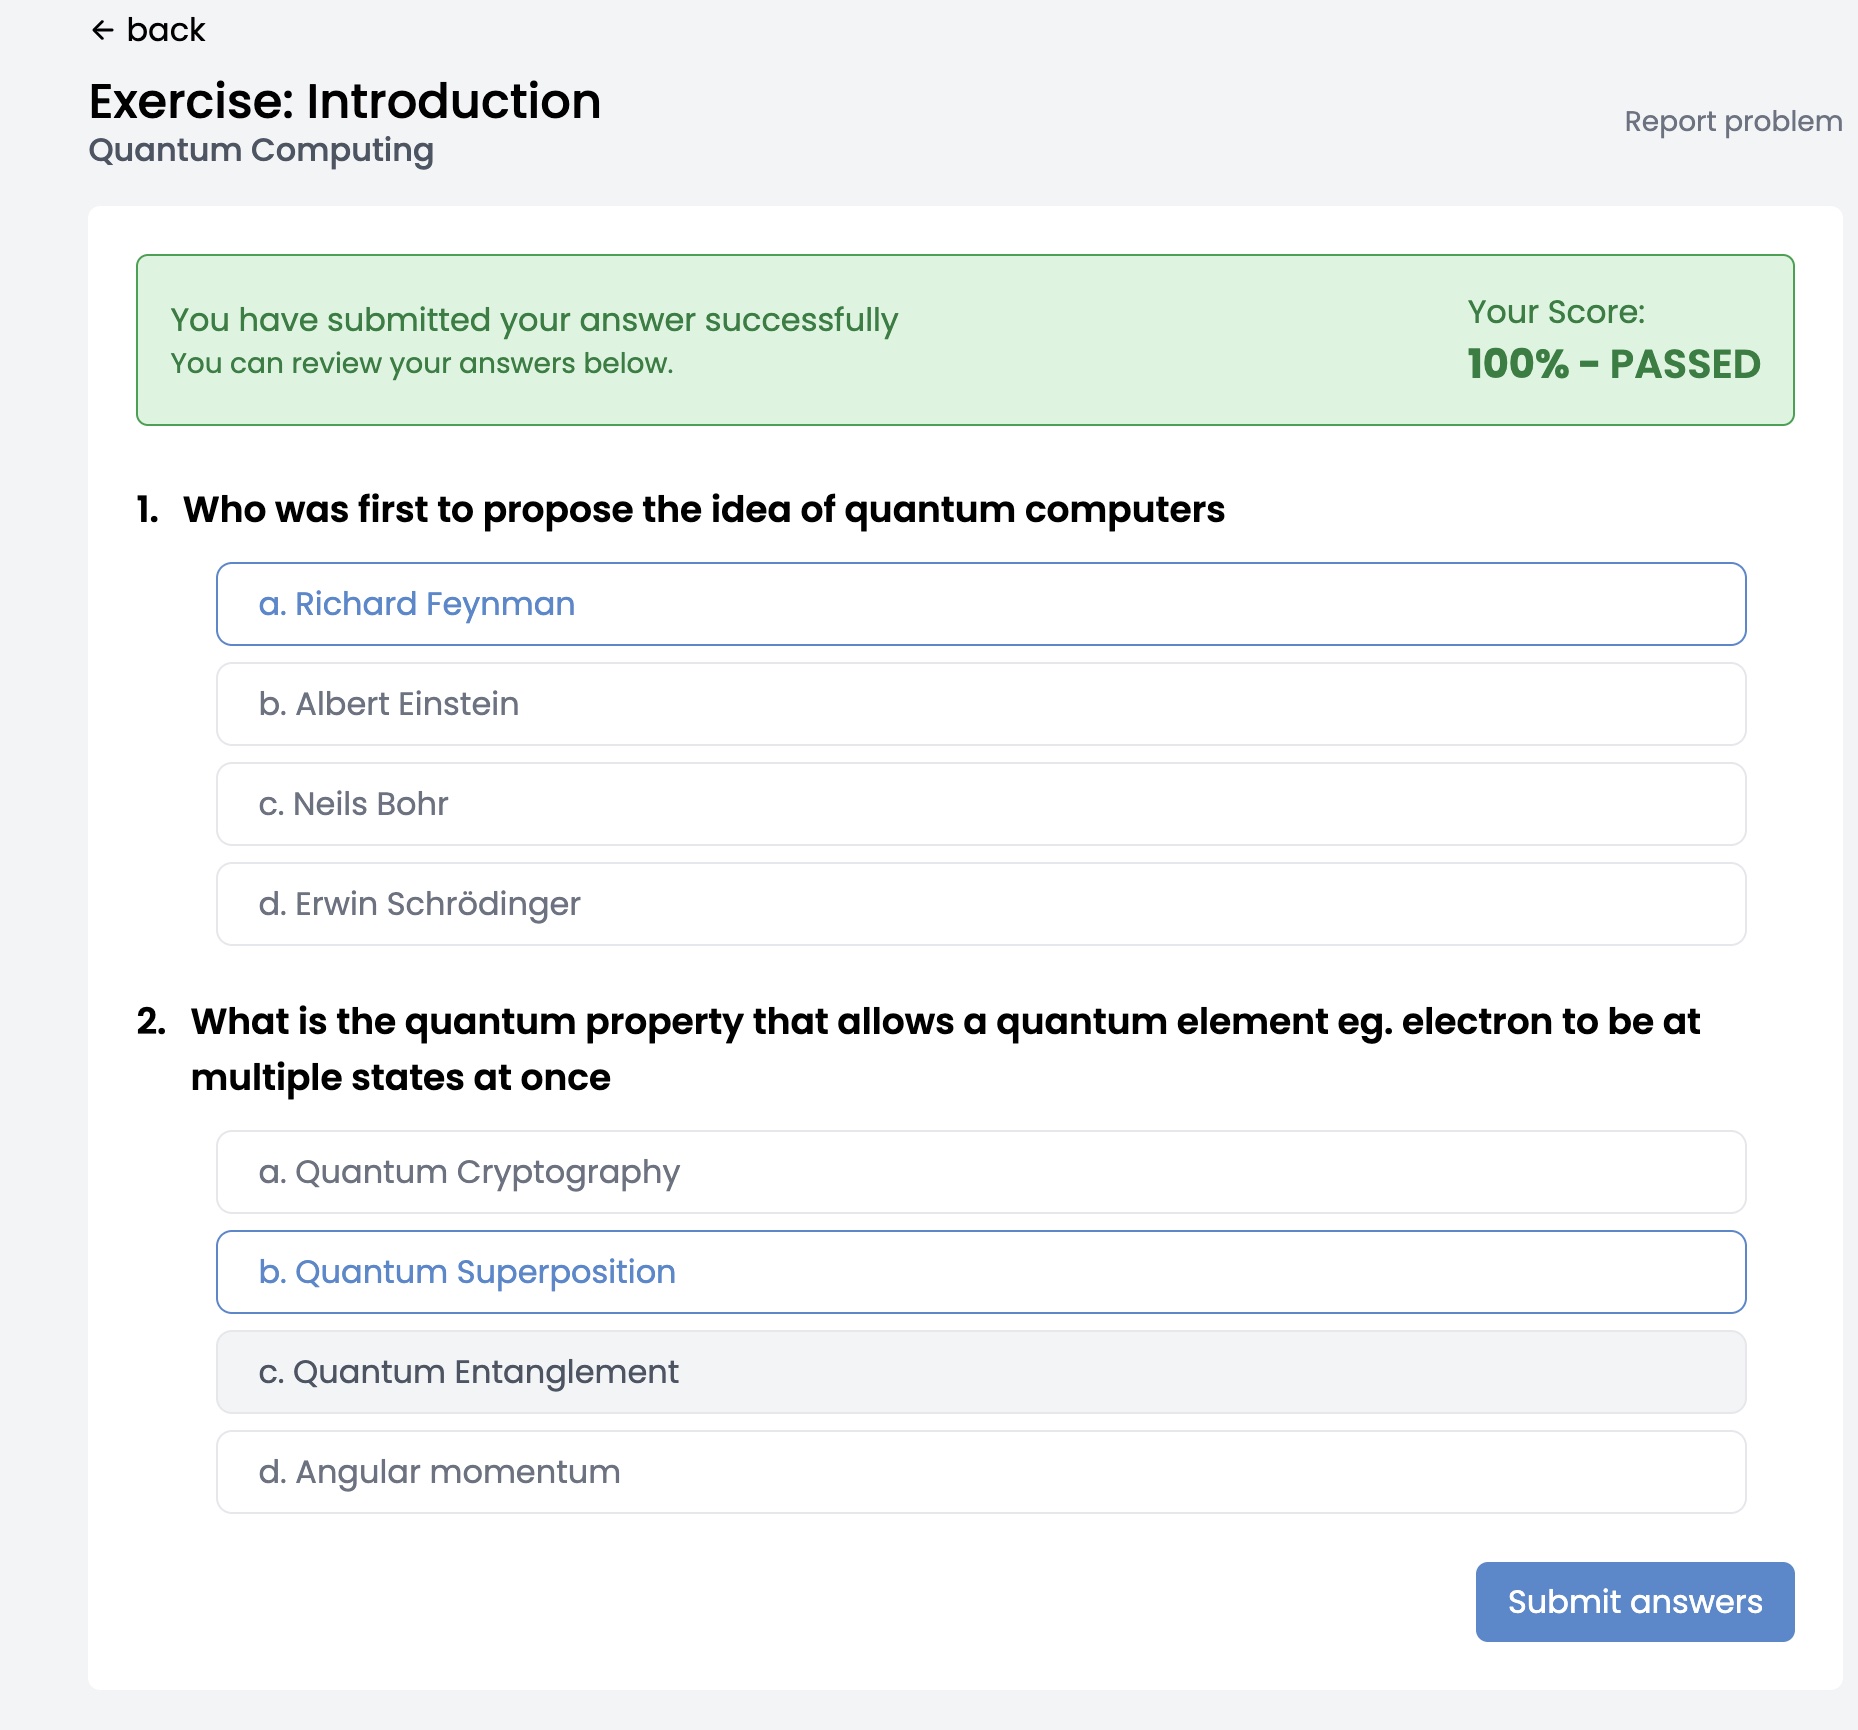 ← back
Exercise: Introduction
Quantum Computing
Report problem
You have submitted your answer successfully
You can review your answers below.
Your Score:
100% - PASSED
1. Who was first to propose the idea of quantum computers
a. Richard Feynman
b. Albert Einstein
c. Neils Bohr
d. Erwin Schrödinger
2. What is the quantum property that allows a quantum element eg. electron to be at
multiple states at once
a. Quantum Cryptography
b. Quantum Superposition
c. Quantum Entanglement
d. Angular momentum
Submit answers